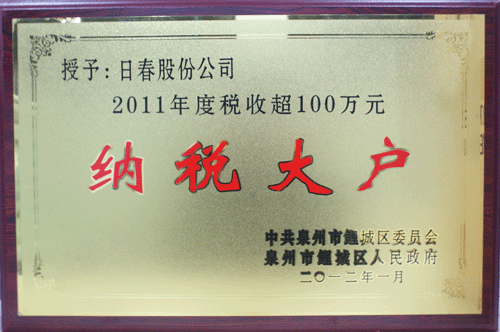 授予:日春股份公司
2011年度税收超100万元
纳税大户
中共泉州市鲤城区委员会
泉州市鲤城区人民政府
二〇一二年一月